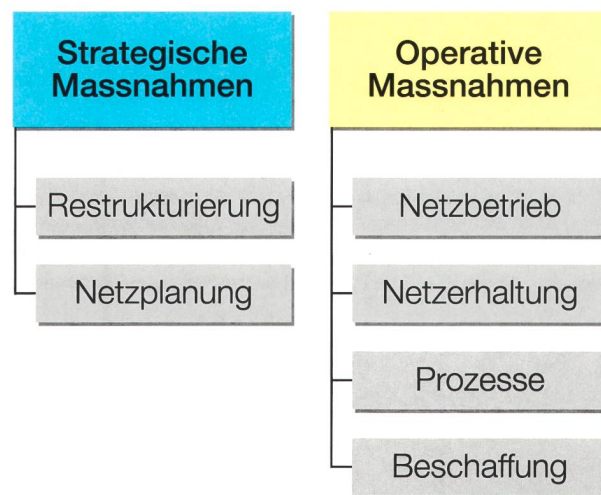 Strategische
Massnahmen
Restrukturierung
Netzplanung
Operative
Massnahmen
Netzbetrieb
Netzerhaltung
Prozesse
Beschaffung